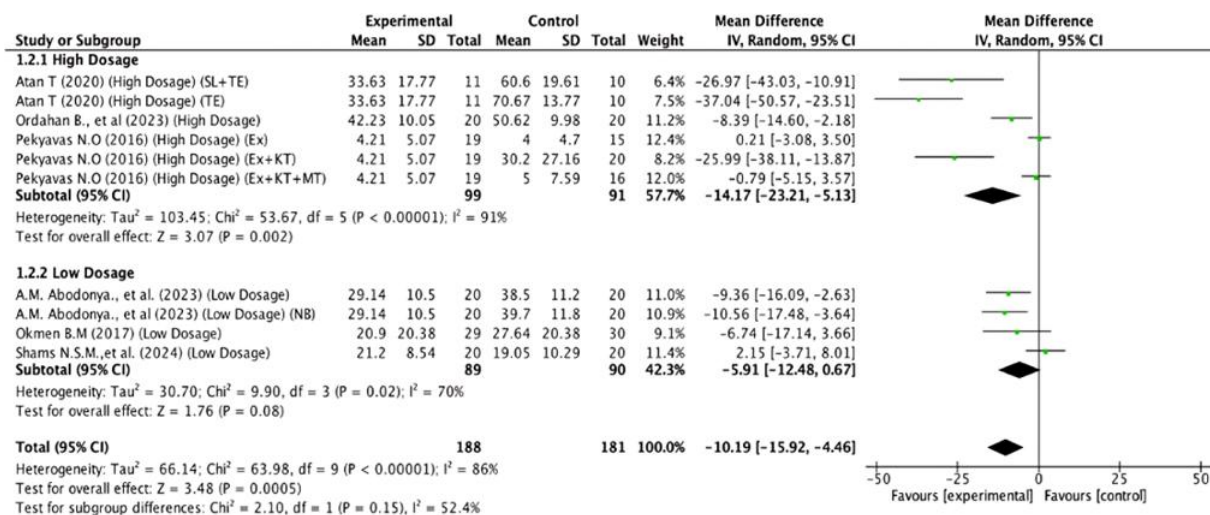 Experimental Control Mean Difference Mean Difference
Study or Subgroup Mean SD Total Mean SD Total Weight IV, Random, 95% CI IV, Random, 95% CI
1.2.1 High Dosage
Atan T (2020) (High Dosage) (SL+TE) 33.63 17.77 11 60.6 19.61 10 6.4% -26.97 [-43.03, -10.91]
Atan T (2020) (High Dosage) (TE) 33.63 17.77 11 70.67 13.77 10 7.5% -37.04 [-50.57, -23.51]
Ordahan B., et al (2023) (High Dosage) 42.23 10.05 20 50.62 9.98 20 11.2% -8.39 [-14.60, -2.18]
Pekyavas N.O (2016) (High Dosage) (Ex) 4.21 5.07 19 4 4.7 15 12.4% 0.21 [-3.08, 3.50]
Pekyavas N.O (2016) (High Dosage) (Ex+KT) 4.21 5.07 19 30.2 27.16 20 8.2% -25.99 [-38.11, -13.87]
Pekyavas N.O (2016) (High Dosage) (Ex+KT+MT) 4.21 5.07 19 5 7.59 16 12.0% -0.79 [-5.15, 3.57]
Subtotal (95% CI) 99 91 57.7% -14.17 [-23.21, -5.13]
Heterogeneity: Tau² = 103.45; Chi² = 53.67, df = 5 (P < 0.00001); I² = 91%
Test for overall effect: Z = 3.07 (P = 0.002)
1.2.2 Low Dosage
A.M. Abodonya., et al. (2023) (Low Dosage) 29.14 10.5 20 38.5 11.2 20 11.0% -9.36 [-16.09, -2.63]
A.M. Abodonya., et al (2023) (Low Dosage) (NB) 29.14 10.5 20 39.7 11.8 20 10.9% -10.56 [-17.48, -3.64]
Okmen B.M (2017) (Low Dosage) 20.9 20.38 29 27.64 20.38 30 9.1% -6.74 [-17.14, 3.66]
Shams N.S.M.,et al. (2024) (Low Dosage) 21.2 8.54 20 19.05 10.29 20 11.4% 2.15 [-3.71, 8.01]
Subtotal (95% CI) 89 90 42.3% -5.91 [-12.48, 0.67]
Heterogeneity: Tau² = 30.70; Chi² = 9.90, df = 3 (P = 0.02); I² = 70%
Test for overall effect: Z = 1.76 (P = 0.08)
Total (95% CI) 188 181 100.0% -10.19 [-15.92, -4.46]
Heterogeneity: Tau² = 66.14; Chi² = 63.98, df = 9 (P < 0.00001); I² = 86%
Test for overall effect: Z = 3.48 (P = 0.0005)
Test for subgroup differences: Chi² = 2.10, df = 1 (P = 0.15), I² = 52.4%
-50 -25 0 25 50
Favours [experimental] Favours [control]